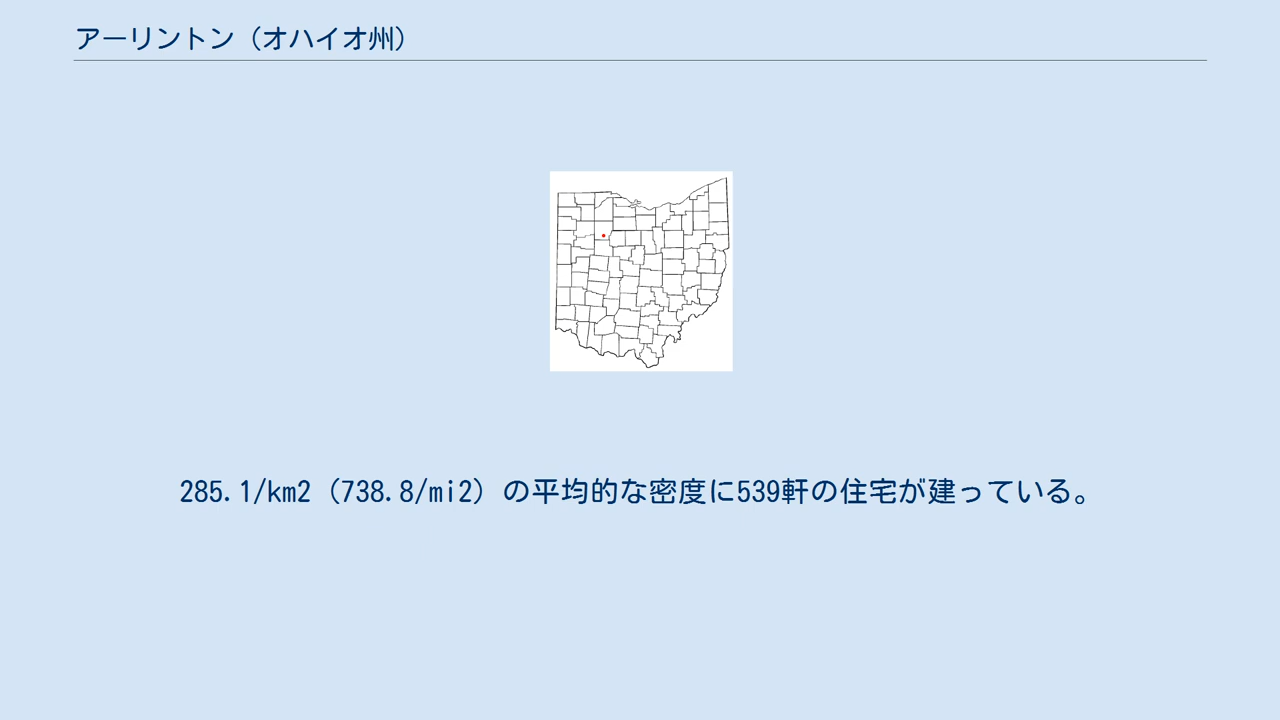 アーリントン（オハイオ州）
285.1/km2（738.8/mi2）の平均的な密度に539軒の住宅が建っている。